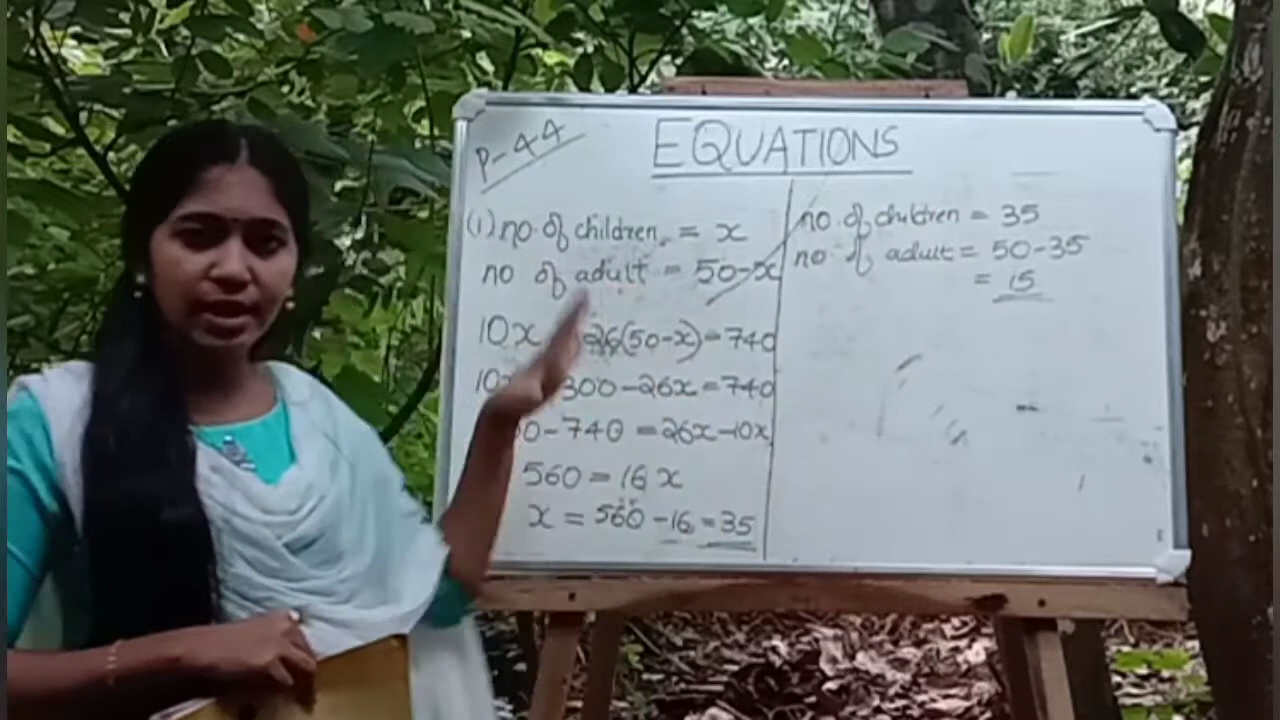 P-44
EQUATIONS
(1) no. of children = x
no of adult = 50-x
10x 26(50-x)=740
300-26x=740
0-740=26x-10x
560=16x
x=560-16=35
no. of children = 35
no. of adult = 50-35
= 15